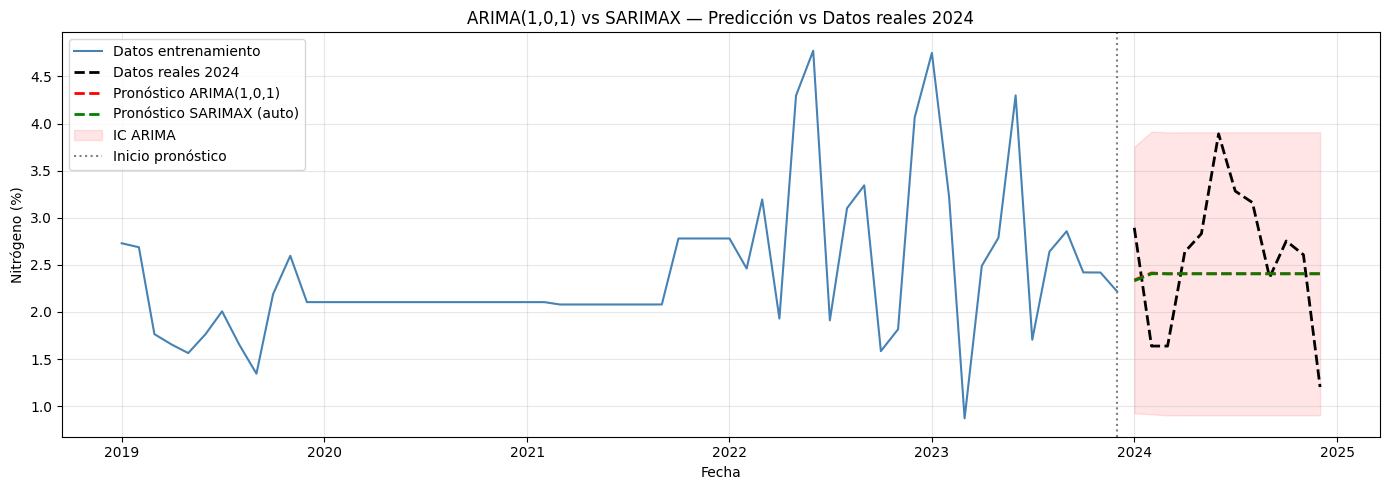 ARIMA(1,0,1) vs SARIMAX — Predicción vs Datos reales 2024
Datos entrenamiento
Datos reales 2024
Pronóstico ARIMA(1,0,1)
Pronóstico SARIMAX (auto)
IC ARIMA
Inicio pronóstico
Nitrógeno (%)
4.5
4.0
3.5
3.0
2.5
2.0
1.5
1.0
2019 2020 2021 2022 2023 2024 2025
Fecha